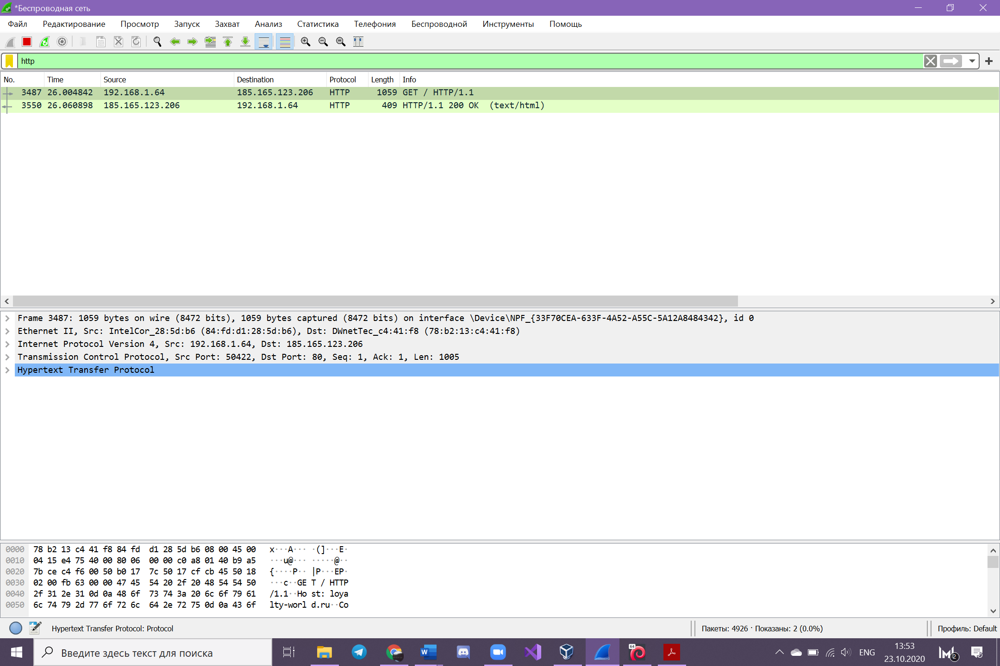 *Беспроводная сеть
Файл Редактирование Просмотр Запуск Захват Анализ Статистика Телефония Беспроводной Инструменты Помощь
http
No. Time Source Destination Protocol Length Info
3487 26.004842 192.168.1.64 185.165.123.206 HTTP 1059 GET / HTTP/1.1
3550 26.060898 185.165.123.206 192.168.1.64 HTTP 409 HTTP/1.1 200 OK (text/html)
Frame 3487: 1059 bytes on wire (8472 bits), 1059 bytes captured (8472 bits) on interface \Device\NPF_{33F70CEA-633F-4A52-A55C-5A12A8484342}, id 0
Ethernet II, Src: IntelCor_28:5d:b6 (84:fd:d1:28:5d:b6), Dst: DWnetTec_c4:41:f8 (78:b2:13:c4:41:f8)
Internet Protocol Version 4, Src: 192.168.1.64, Dst: 185.165.123.206
Transmission Control Protocol, Src Port: 50422, Dst Port: 80, Seq: 1, Ack: 1, Len: 1005
Hypertext Transfer Protocol
0000 78 b2 13 c4 41 f8 84 fd d1 28 5d b6 08 00 45 00 x···A··· ·(]···E·
0010 04 15 e4 75 40 00 80 06 00 00 c0 a8 01 40 b9 a5 ···u@··· ·····@··
0020 7b ce c4 f6 00 50 b0 17 7c 50 17 cf cb 45 50 18 {····P·· |P···EP·
0030 02 00 fb 63 00 00 47 45 54 20 2f 20 48 54 54 50 ···c··GE T / HTTP
0040 2f 31 2e 31 0d 0a 48 6f 73 74 3a 20 6c 6f 79 61 /1.1··Ho st: loya
0050 6c 74 79 2d 77 6f 72 6c 64 2e 72 75 0d 0a 43 6f lty-worl d.ru··Co
Hypertext Transfer Protocol: Protocol Пакеты: 4926 · Показаны: 2 (0.0%) Профиль: Default
Введите здесь текст для поиска
64
ENG
13:53
23.10.2020
2